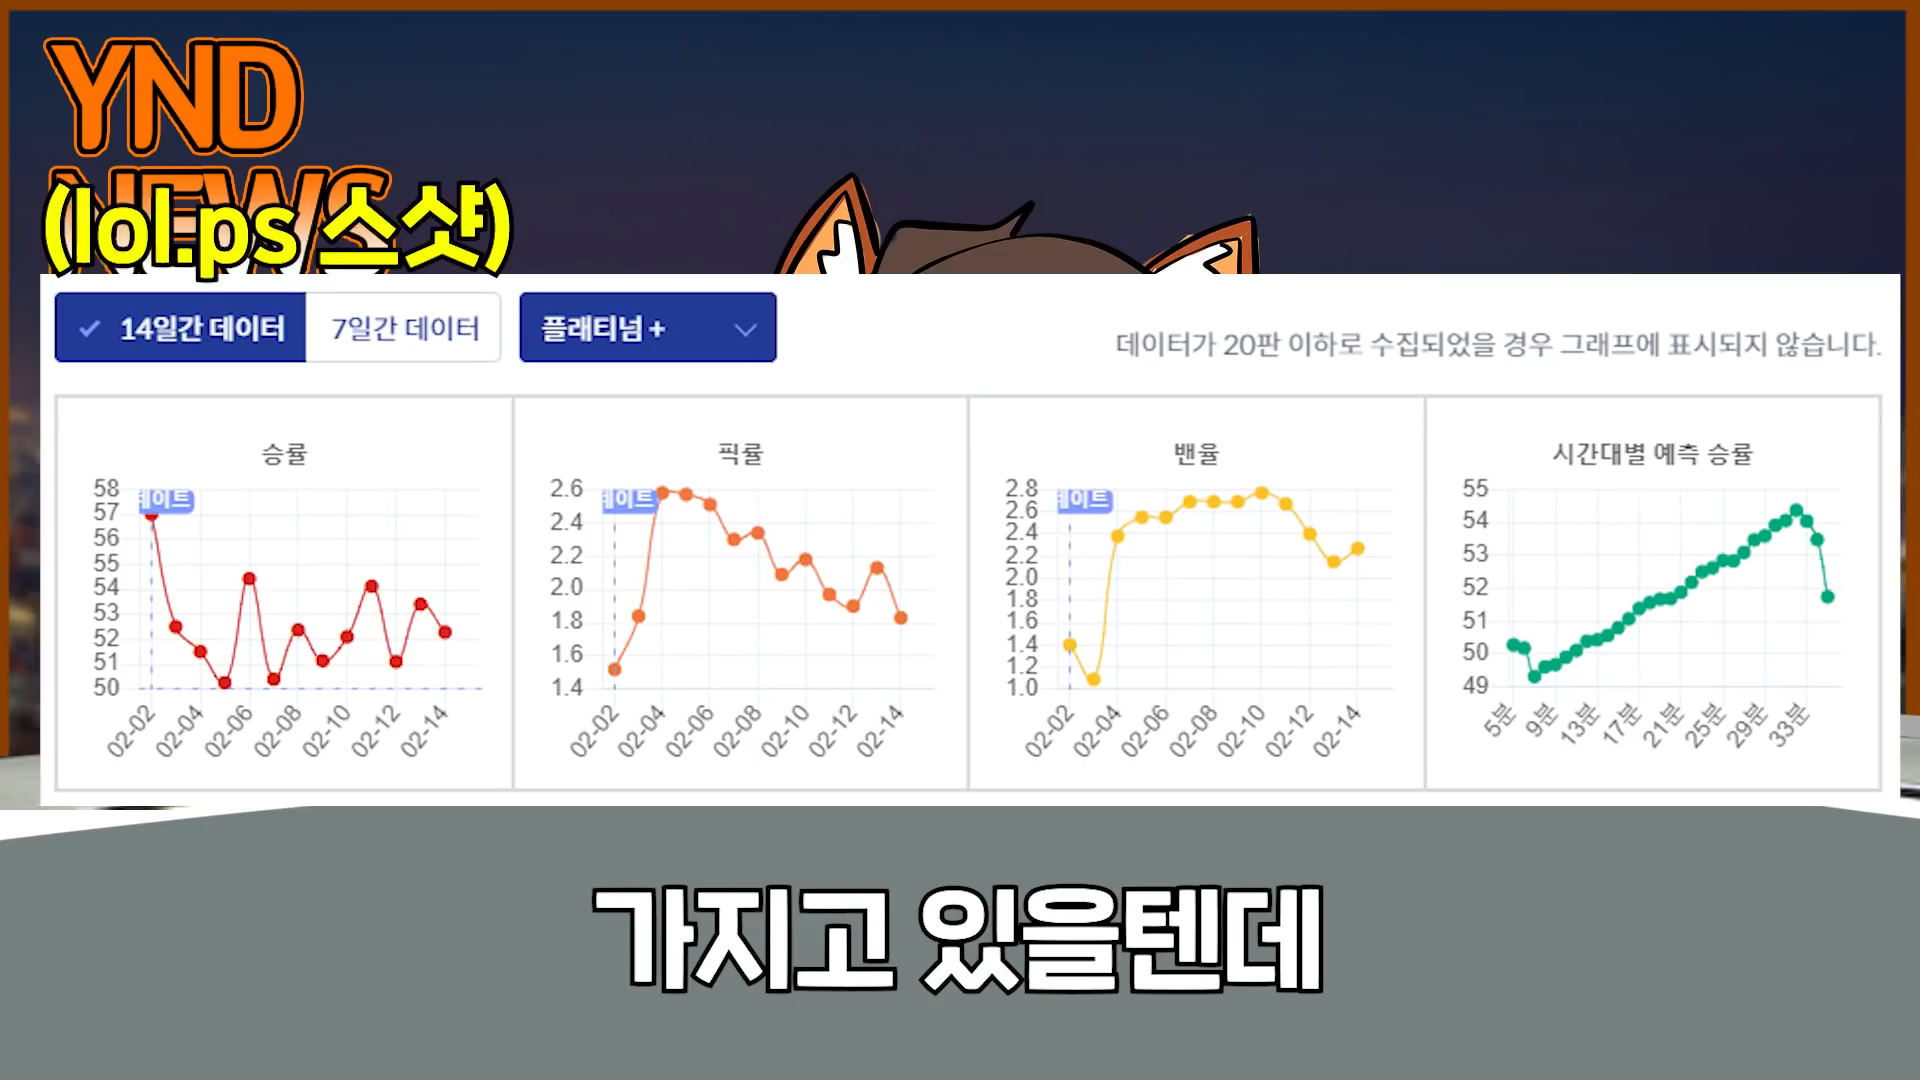 YND
NEWS
(lol.ps 스샷)
14일간 데이터
7일간 데이터
플래티넘 +
데이터가 20판 이하로 수집되었을 경우 그래프에 표시되지 않습니다.
승률
58
57
56
55
54
53
52
51
50
데이트
02-02
02-04
02-06
02-08
02-10
02-12
02-14
픽률
2.6
2.4
2.2
2.0
1.8
1.6
1.4
데이트
02-02
02-04
02-06
02-08
02-10
02-12
02-14
밴율
2.8
2.6
2.4
2.2
2.0
1.8
1.6
1.4
1.2
1.0
데이트
02-02
02-04
02-06
02-08
02-10
02-12
02-14
시간대별 예측 승률
55
54
53
52
51
50
49
5분
9분
13분
17분
21분
25분
29분
33분
가지고 있을텐데